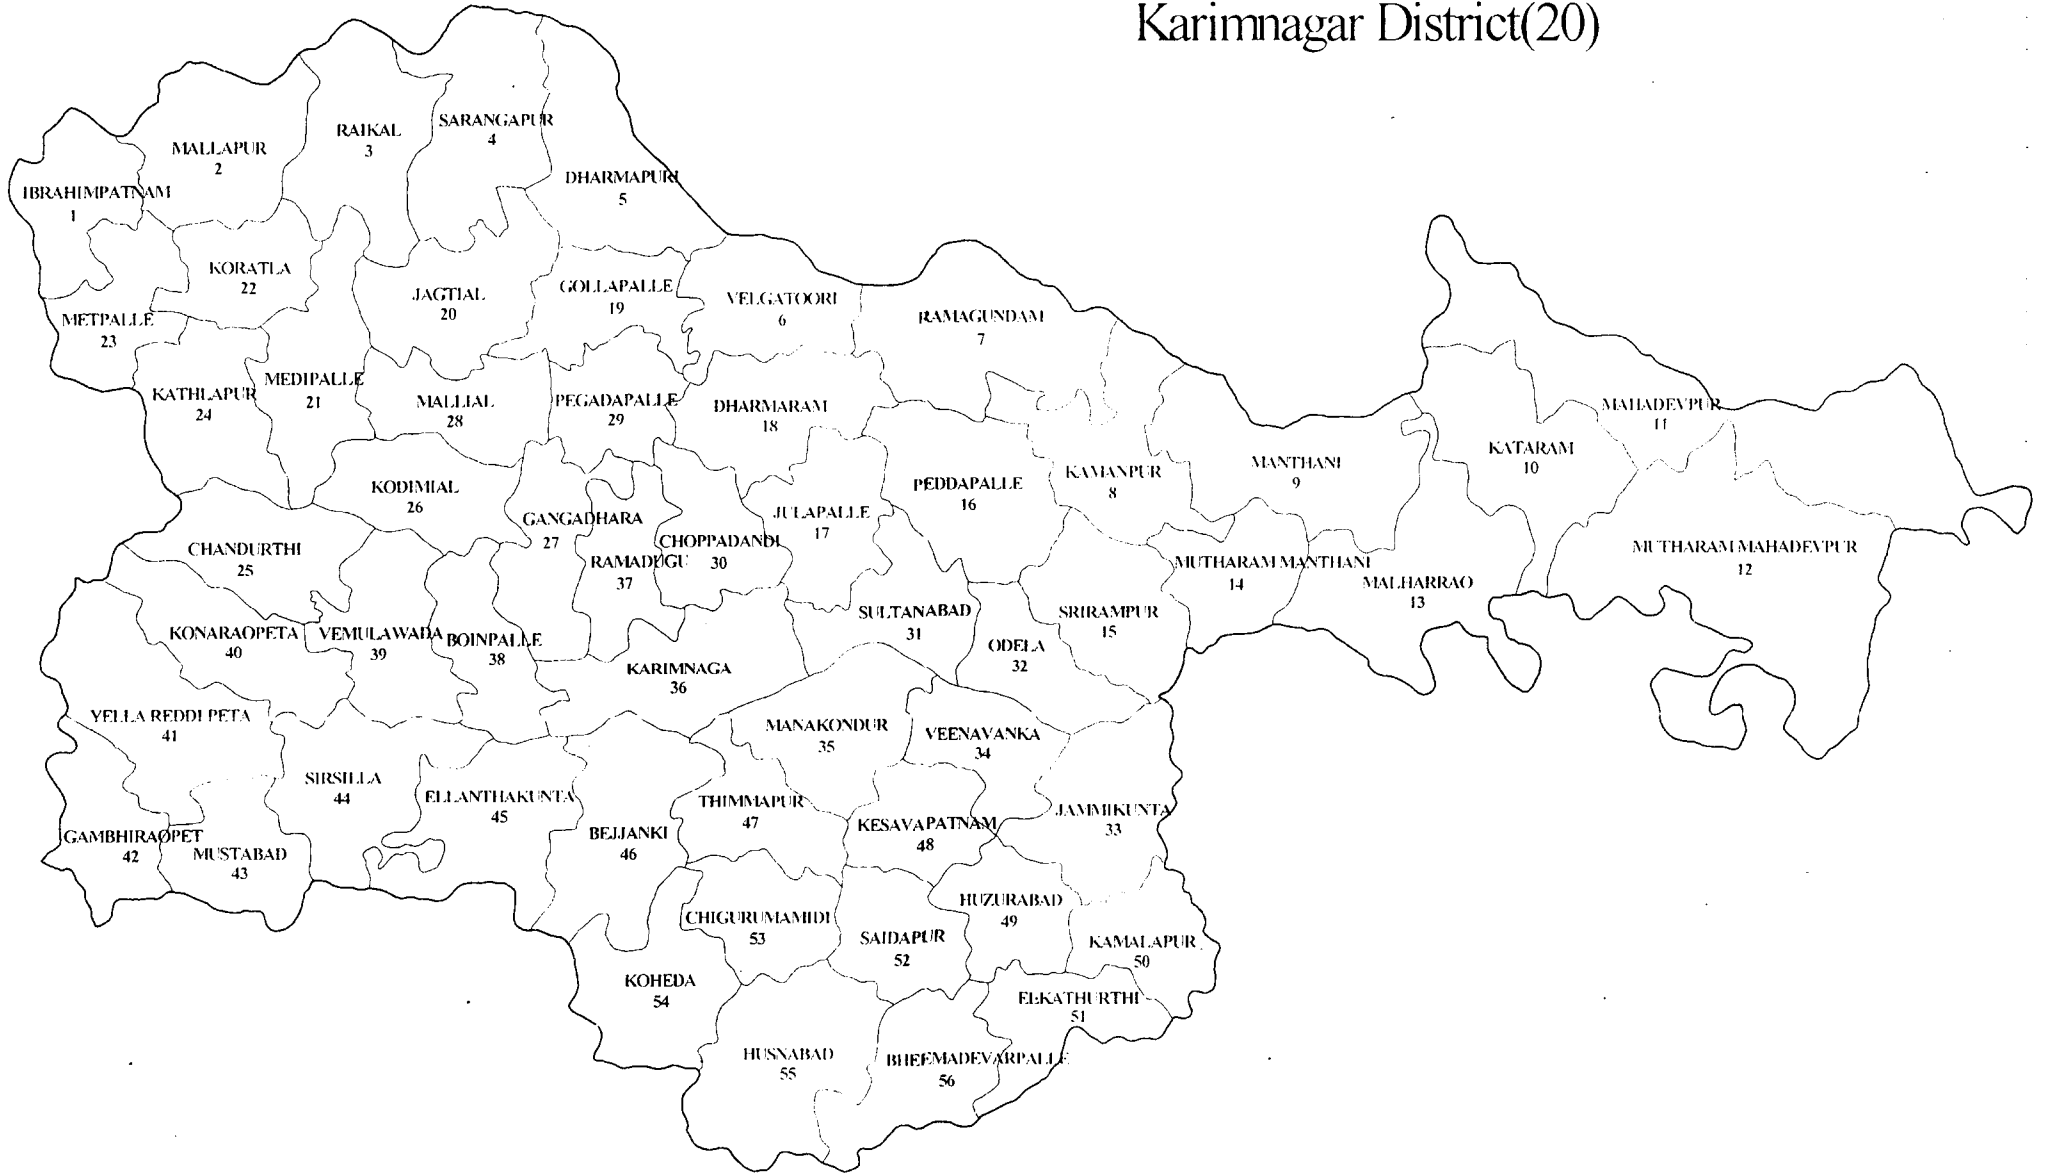 Karimnagar District(20)
IBRAHIMPATNAM
1
MALLAPUR
2
RAIKAL
3
SARANGAPUR
4
DHARMAPURI
5
VELGATOORI
6
RAMAGUNDAM
7
KAMANPUR
8
MANTHANI
9
KATARAM
10
MAHADEVPUR
11
MUTHARAM MAHADEVPUR
12
MALHARRAO
13
MUTHARAM MANTHANI
14
SRIRAMPUR
15
PEDDAPALLE
16
JULAPALLE
17
DHARMARAM
18
GOLLAPALLE
19
JAGTIAL
20
MEDIPALLE
21
KORATLA
22
METPALLE
23
KATHLAPUR
24
CHANDURTHI
25
KODIMIAL
26
GANGADHARA
27
MALLIAL
28
PEGADAPALLE
29
CHOPPADANDI
30
SULTANABAD
31
ODELA
32
JAMMIKUNTA
33
VEENAVANKA
34
MANAKONDUR
35
KARIMNAGA
36
RAMADUGU
37
BOINPALLE
38
VEMULAWADA
39
KONARAOPETA
40
YELLA REDDI PETA
41
GAMBHIRAOPET
42
MUSTABAD
43
SIRSILLA
44
ELLANTHAKUNTA
45
BEJJANKI
46
THIMMAPUR
47
KESAVAPATNAM
48
HUZURABAD
49
KAMALAPUR
50
ELKATHURTHI
51
SAIDAPUR
52
CHIGURUMAMIDI
53
KOHEDA
54
HUSNABAD
55
BHEEMADEVARPALLE
56